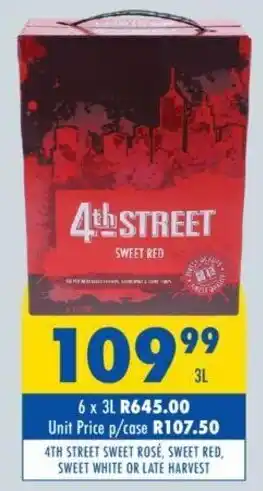 4th STREET
SWEET RED
109.99
3L
6 x 3L R645.00
Unit Price p/case R107.50
4TH STREET SWEET ROSÉ, SWEET RED,
SWEET WHITE OR LATE HARVEST